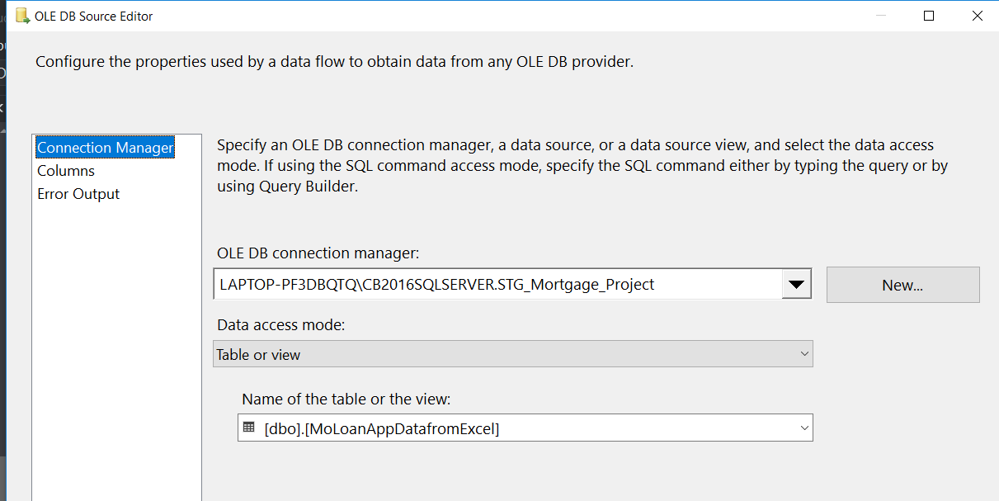 OLE DB Source Editor
Configure the properties used by a data flow to obtain data from any OLE DB provider.
Connection Manager
Columns
Error Output
Specify an OLE DB connection manager, a data source, or a data source view, and select the data access
mode. If using the SQL command access mode, specify the SQL command either by typing the query or by
using Query Builder.
OLE DB connection manager:
LAPTOP-PF3DBQTQ\CB2016SQLSERVER.STG_Mortgage_Project
New...
Data access mode:
Table or view
Name of the table or the view:
[dbo].[MoLoanAppDatafromExcel]